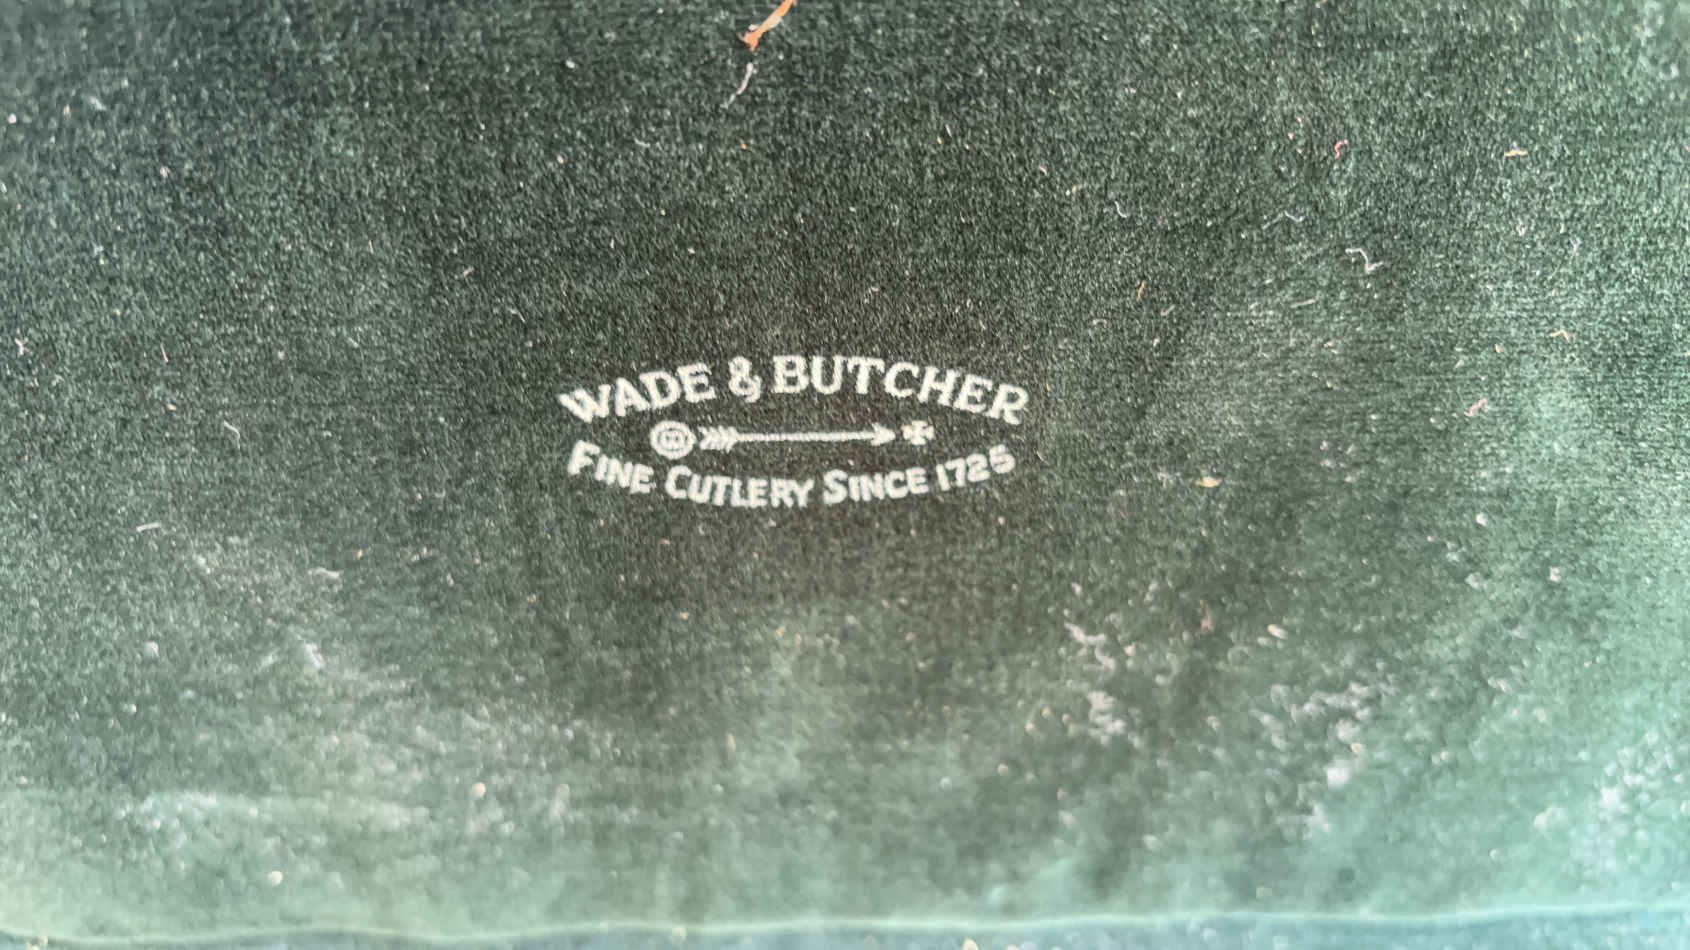 WADE & BUTCHER
FINE CUTLERY SINCE 1725